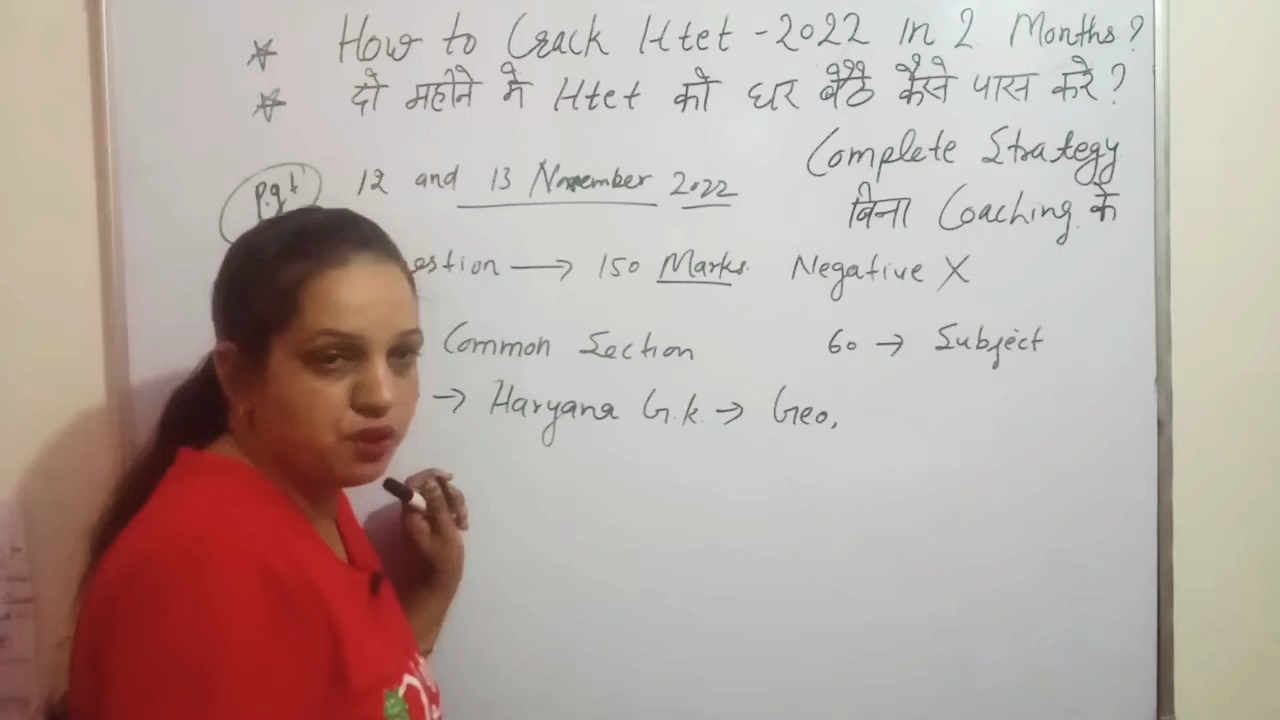 * How to Crack Htet -2022 in 2 Months?
* दो महीने में Htet को घर बैठे कैसे पास करे?
Complete Strategy
बिना Coaching के
P.g.t
12 and 13 November 2022
estion → 150 Marks. Negative X
Common Section 60 → Subject
→ Haryana G.k. → Geo,